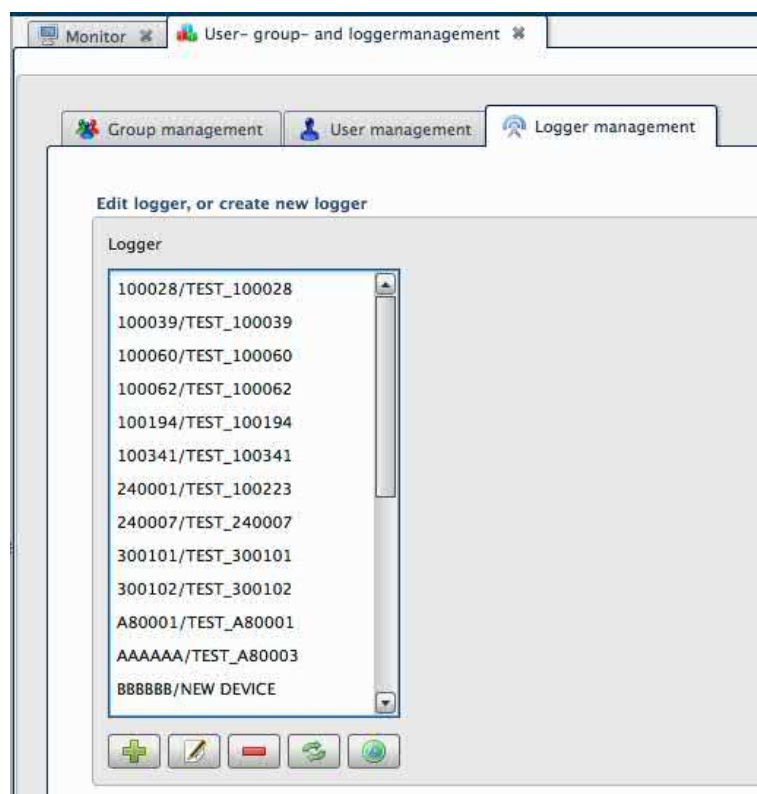 Monitor
User- group- and loggermanagement
Group management
User management
Logger management
Edit logger, or create new logger
Logger
100028/TEST_100028
100039/TEST_100039
100060/TEST_100060
100062/TEST_100062
100194/TEST_100194
100341/TEST_100341
240001/TEST_100223
240007/TEST_240007
300101/TEST_300101
300102/TEST_300102
A80001/TEST_A80001
AAAAAA/TEST_A80003
BBBBBB/NEW DEVICE